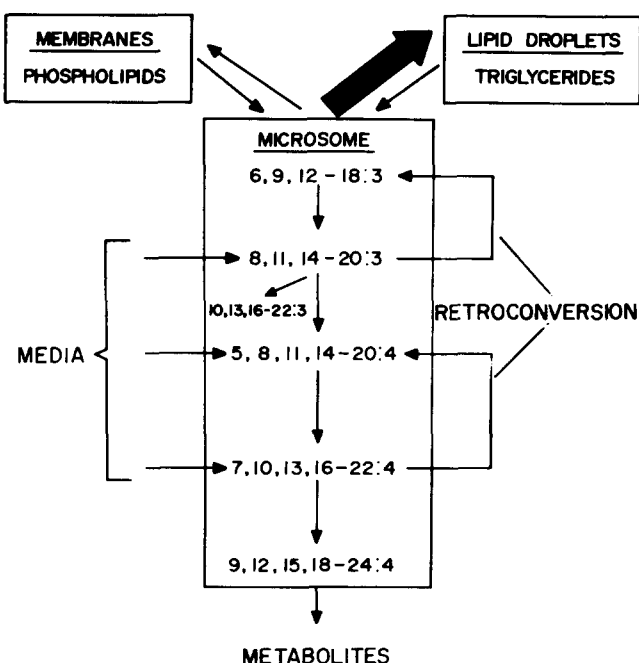 MEMBRANES
PHOSPHOLIPIDS
LIPID DROPLETS
TRIGLYCERIDES
MICROSOME
6,9,12-18:3
8,11,14-20:3
10,13,16-22:3
RETROCONVERSION
MEDIA
5,8,11,14-20:4
7,10,13,16-22:4
9,12,15,18-24:4
METABOLITES